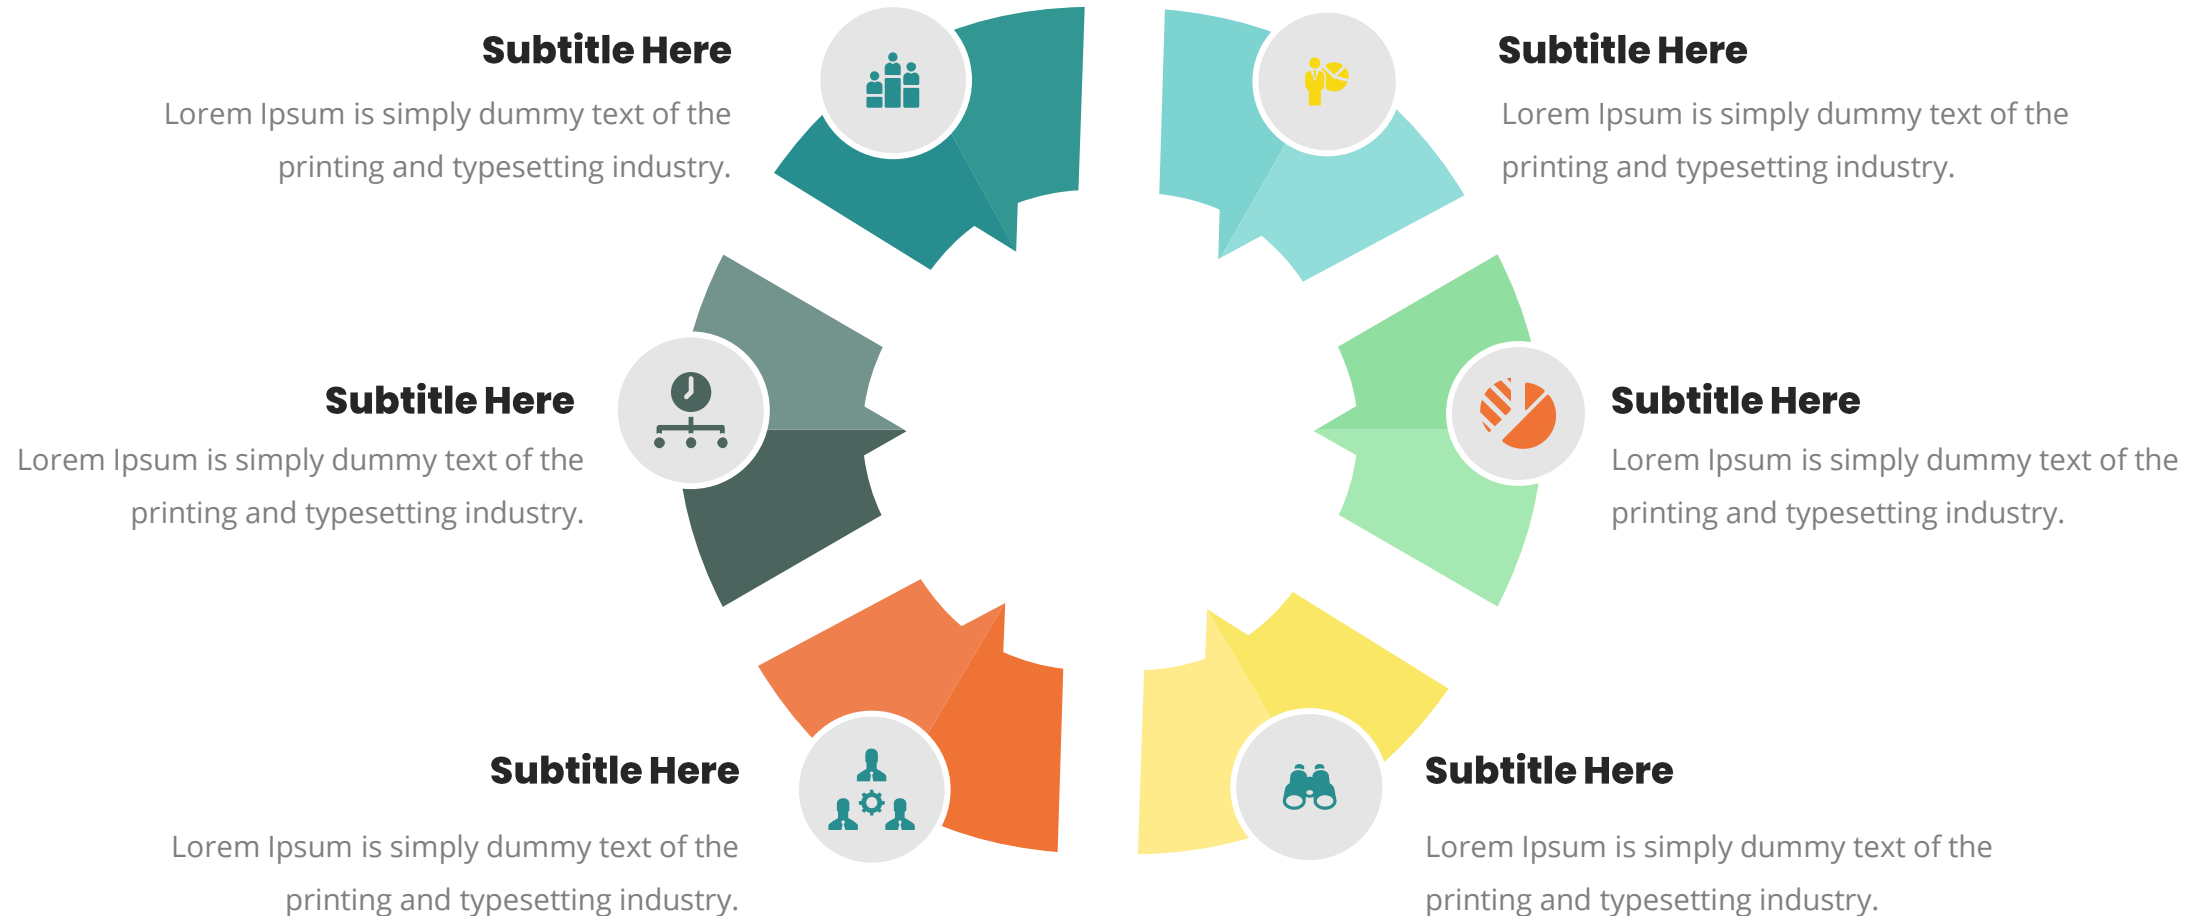 Subtitle Here
Lorem Ipsum is simply dummy text of the
printing and typesetting industry.
Subtitle Here
Lorem Ipsum is simply dummy text of the
printing and typesetting industry.
Subtitle Here
Lorem Ipsum is simply dummy text of the
printing and typesetting industry.
Subtitle Here
Lorem Ipsum is simply dummy text of the
printing and typesetting industry.
Subtitle Here
Lorem Ipsum is simply dummy text of the
printing and typesetting industry.
Subtitle Here
Lorem Ipsum is simply dummy text of the
printing and typesetting industry.